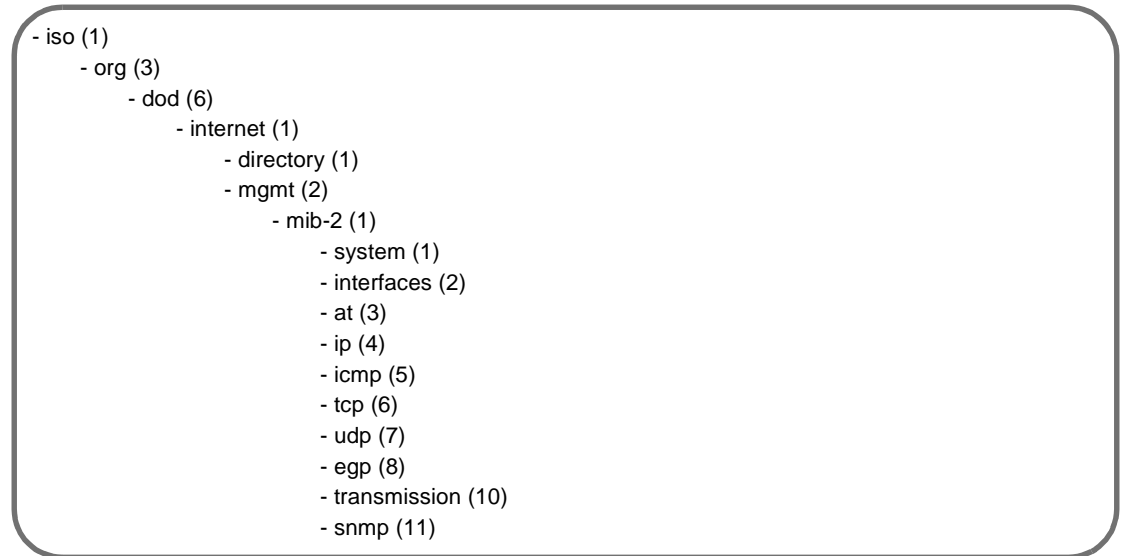 - iso (1)
- org (3)
- dod (6)
- internet (1)
- directory (1)
- mgmt (2)
- mib-2 (1)
- system (1)
- interfaces (2)
- at (3)
- ip (4)
- icmp (5)
- tcp (6)
- udp (7)
- egp (8)
- transmission (10)
- snmp (11)